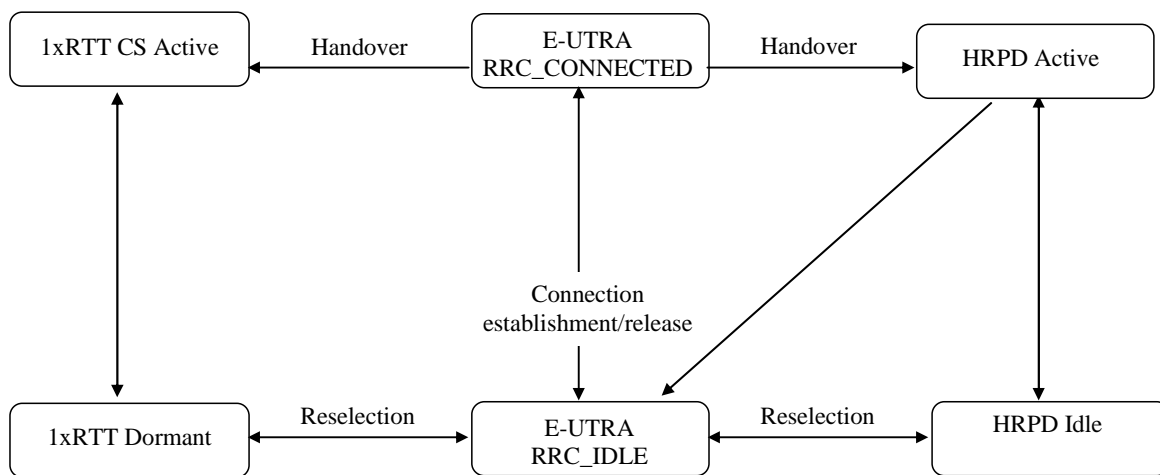 1xRTT CS Active
Handover
E-UTRA
RRC_CONNECTED
Handover
HRPD Active
Connection
establishment/release
1xRTT Dormant
Reselection
E-UTRA
RRC_IDLE
Reselection
HRPD Idle